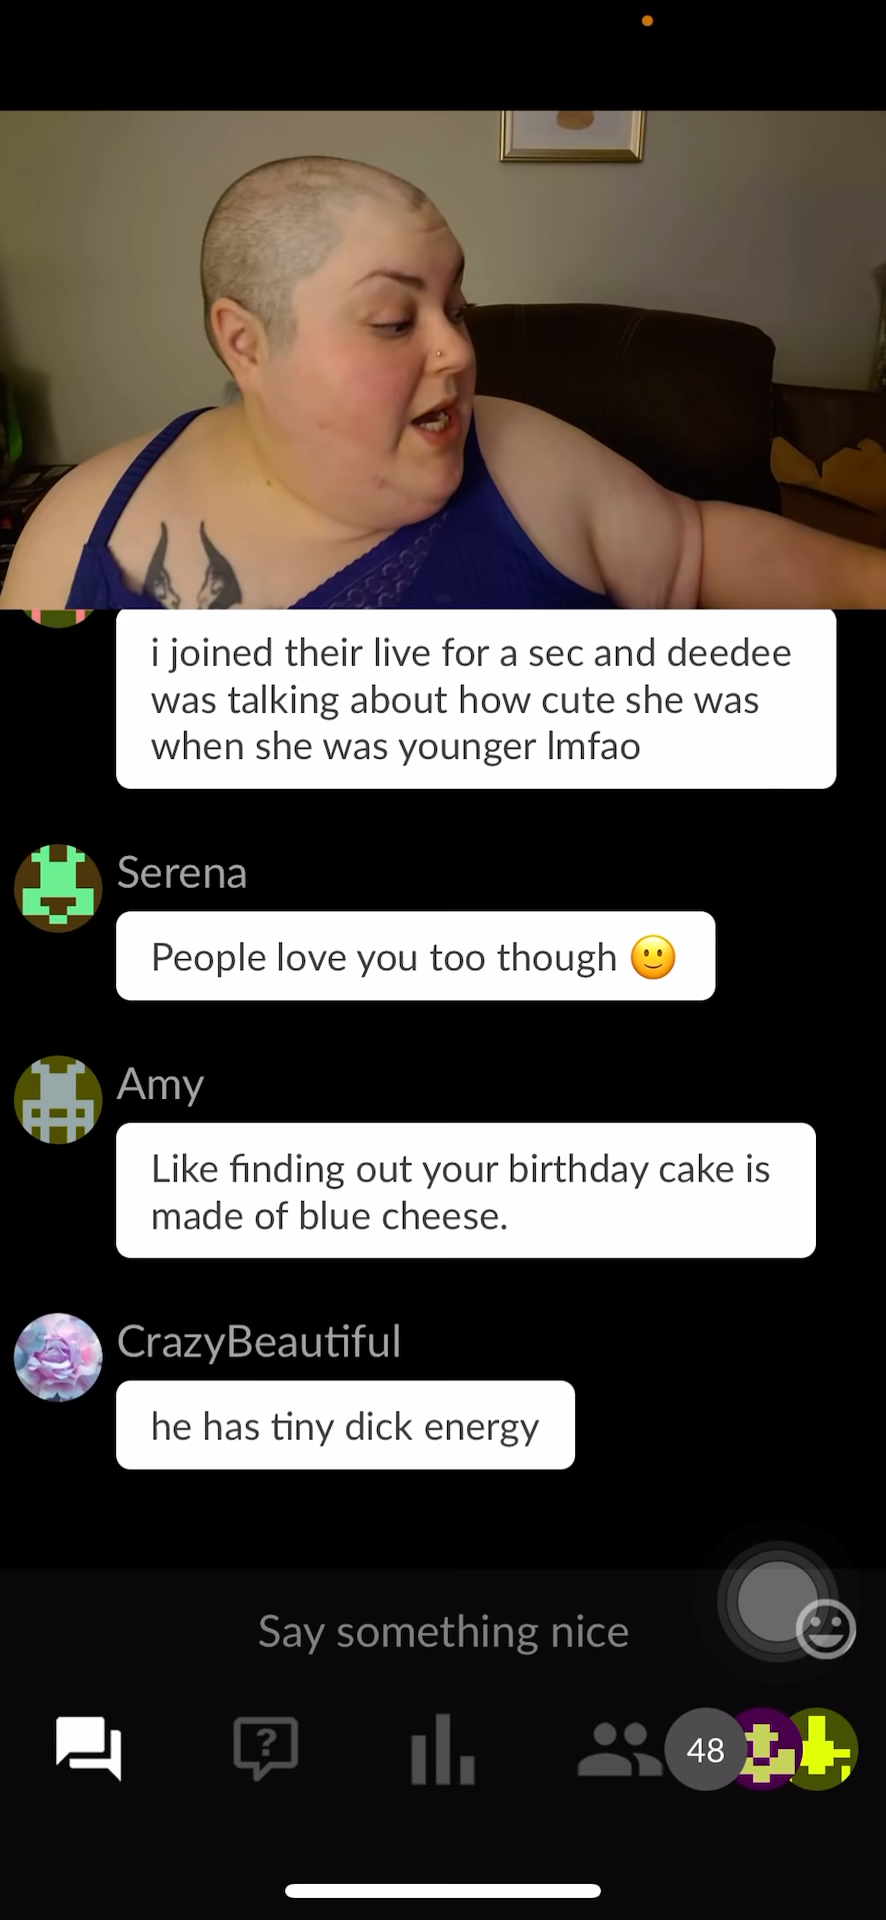 i joined their live for a sec and deedee
was talking about how cute she was
when she was younger lmfao
Serena
People love you too though 🙂
Amy
Like finding out your birthday cake is
made of blue cheese.
CrazyBeautiful
he has tiny dick energy
Say something nice
?
48